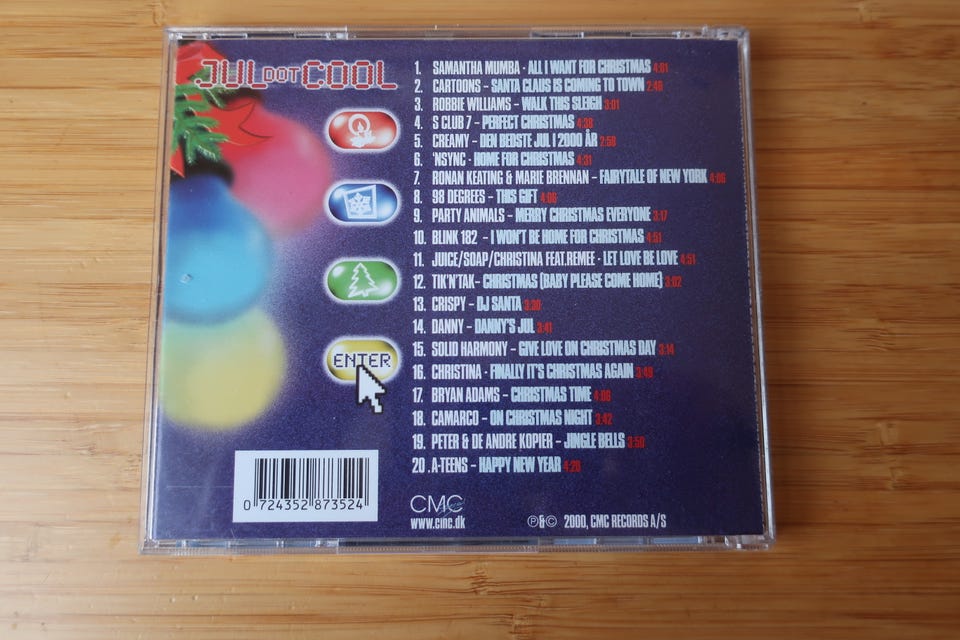 JUL DOT COOL
1. SAMANTHA MUMBA - ALL I WANT FOR CHRISTMAS 4:01
2. CARTOONS - SANTA CLAUS IS COMING TO TOWN 2:40
3. ROBBIE WILLIAMS - WALK THIS SLEIGH 3:01
4. S CLUB 7 - PERFECT CHRISTMAS 4:38
5. CREAMY - DEN BEDSTE JUL I 2000 ÅR 2:58
6. 'NSYNC - HOME FOR CHRISTMAS 4:31
7. RONAN KEATING & MARIE BRENNAN - FAIRYTALE OF NEW YORK 4:06
8. 98 DEGREES - THIS GIFT 4:06
9. PARTY ANIMALS - MERRY CHRISTMAS EVERYONE 3:17
10. BLINK 182 - I WON'T BE HOME FOR CHRISTMAS 4:51
11. JUICE/SOAP/CHRISTINA FEAT.REMEE - LET LOVE BE LOVE 4:51
12. TIK'N'TAK- CHRISTMAS (BABY PLEASE COME HOME) 3:02
13. CRISPY - DJ SANTA 3:30
14. DANNY - DANNY'S JUL 3:41
15. SOLID HARMONY - GIVE LOVE ON CHRISTMAS DAY 3:14
16. CHRISTINA - FINALLY IT'S CHRISTMAS AGAIN 3:49
17. BRYAN ADAMS - CHRISTMAS TIME 4:06
18. CAMARCO - ON CHRISTMAS NIGHT 3:42
19. PETER & DE ANDRE KOPIER - JINGLE BELLS 3:50
20. A-TEENS - HAPPY NEW YEAR 4:20
ENTER
0 724352 873524
CMC
www.cmc.dk
℗&© 2000, CMC RECORDS A/S